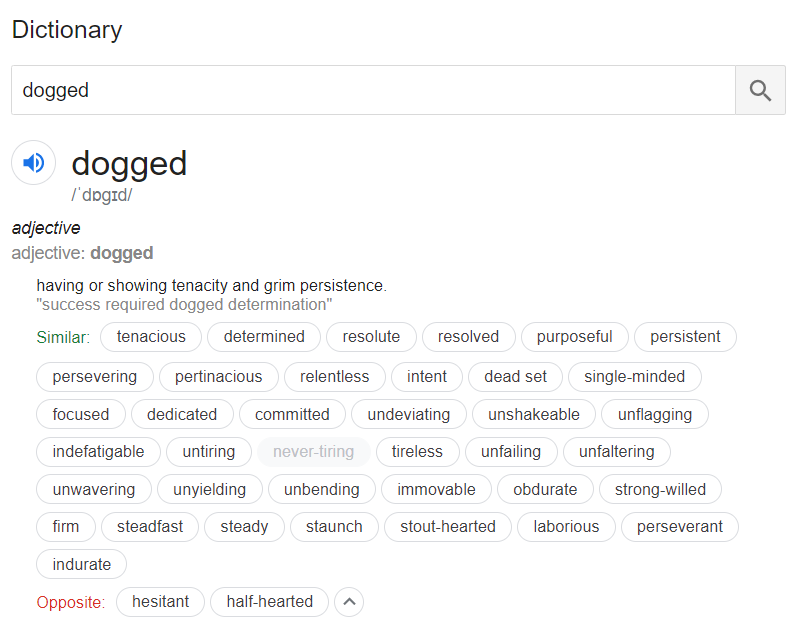 Dictionary
dogged
dogged
/ˈdɒɡɪd/
adjective
adjective: dogged
having or showing tenacity and grim persistence.
"success required dogged determination"
Similar: tenacious determined resolute resolved purposeful persistent
persevering pertinacious relentless intent dead set single-minded
focused dedicated committed undeviating unshakeable unflagging
indefatigable untiring never-tiring tireless unfailing unfaltering
unwavering unyielding unbending immovable obdurate strong-willed
firm steadfast steady staunch stout-hearted laborious perseverant
indurate
Opposite: hesitant half-hearted